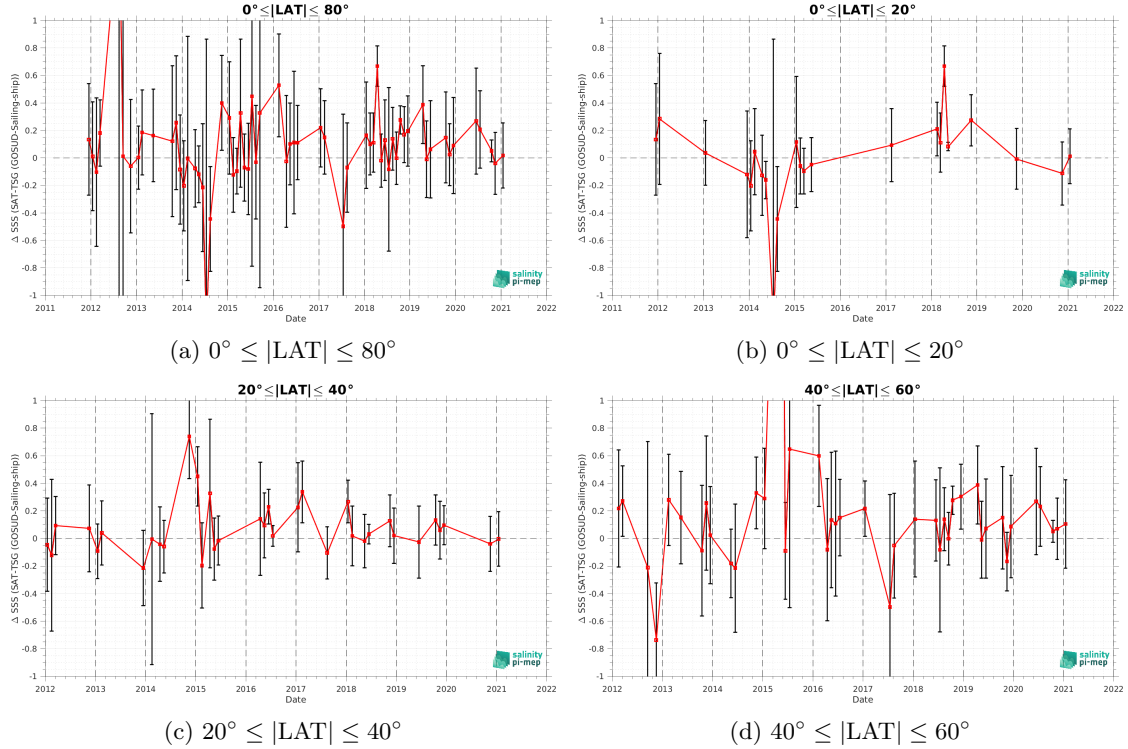 0°≤|LAT|≤ 80°
Δ SSS (SAT-TSG (GOSUD-Sailing-ship))
1
0.8
0.6
0.4
0.2
0
-0.2
-0.4
-0.6
-0.8
-1
2011 2012 2013 2014 2015 2016 2017 2018 2019 2020 2021 2022
Date
salinity
pi-mep
(a) 0° ≤ |LAT| ≤ 80°
0°≤|LAT|≤ 20°
Δ SSS (SAT-TSG (GOSUD-Sailing-ship))
1
0.8
0.6
0.4
0.2
0
-0.2
-0.4
-0.6
-0.8
-1
2011 2012 2013 2014 2015 2016 2017 2018 2019 2020 2021 2022
Date
salinity
pi-mep
(b) 0° ≤ |LAT| ≤ 20°
20°≤|LAT|≤ 40°
Δ SSS (SAT-TSG (GOSUD-Sailing-ship))
1
0.8
0.6
0.4
0.2
0
-0.2
-0.4
-0.6
-0.8
-1
2012 2013 2014 2015 2016 2017 2018 2019 2020 2021 2022
Date
salinity
pi-mep
(c) 20° ≤ |LAT| ≤ 40°
40°≤|LAT|≤ 60°
Δ SSS (SAT-TSG (GOSUD-Sailing-ship))
1
0.8
0.6
0.4
0.2
0
-0.2
-0.4
-0.6
-0.8
-1
2012 2013 2014 2015 2016 2017 2018 2019 2020 2021 2022
Date
salinity
pi-mep
(d) 40° ≤ |LAT| ≤ 60°